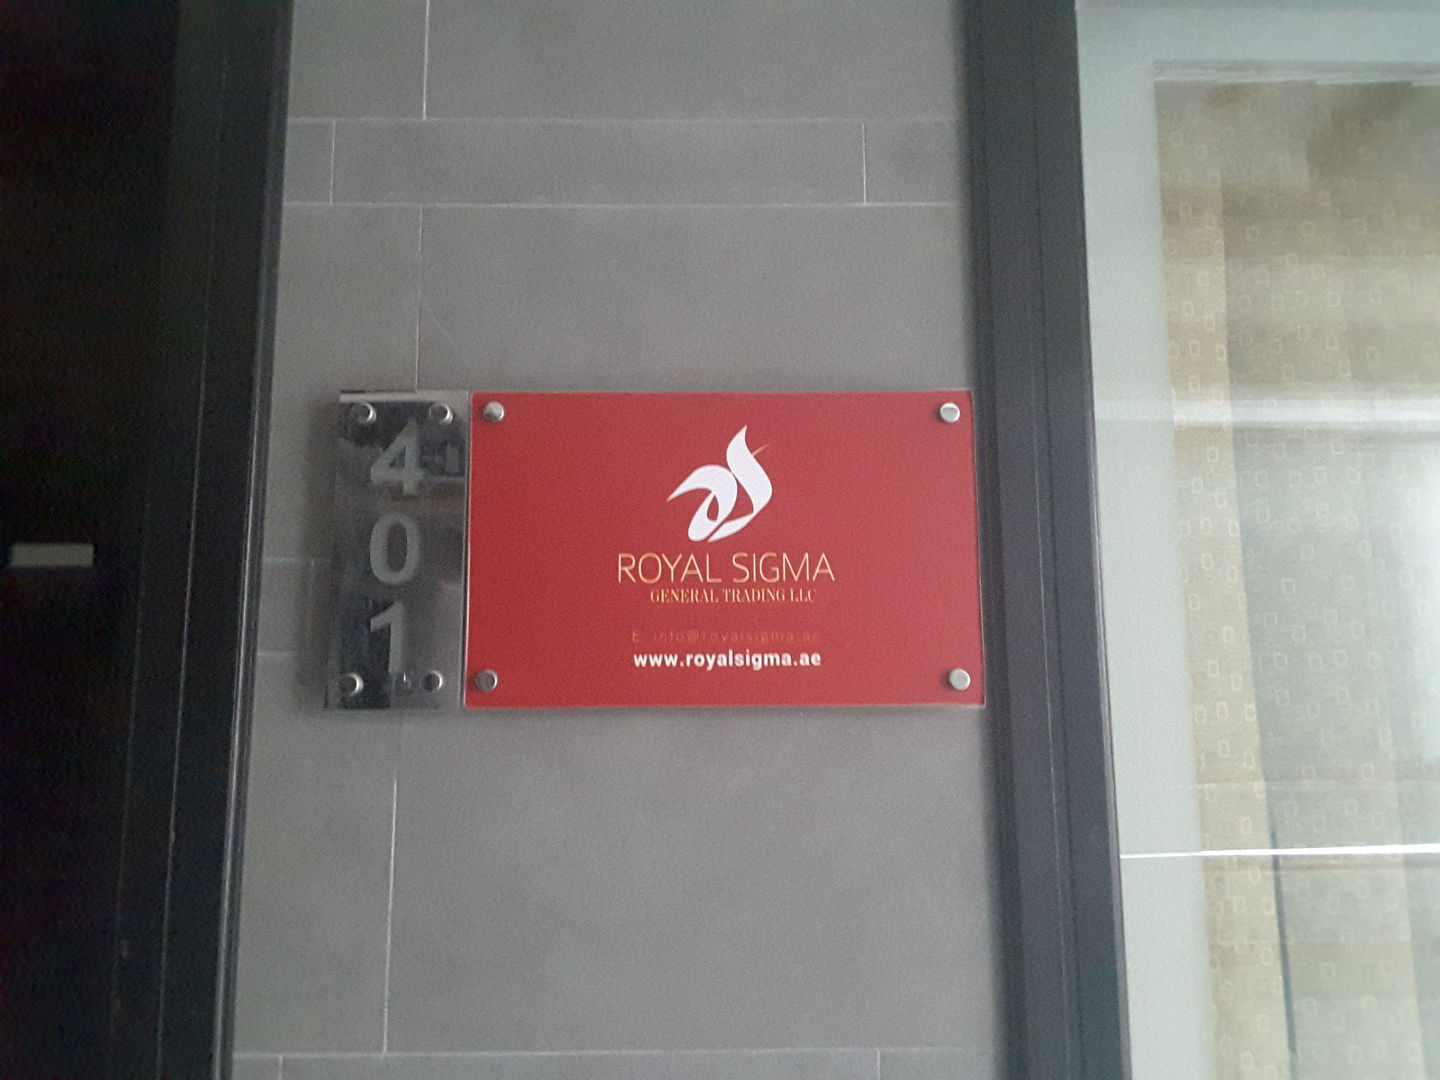 401
ROYAL SIGMA
GENERAL TRADING LLC
E info@royalsigma.ae
www.royalsigma.ae